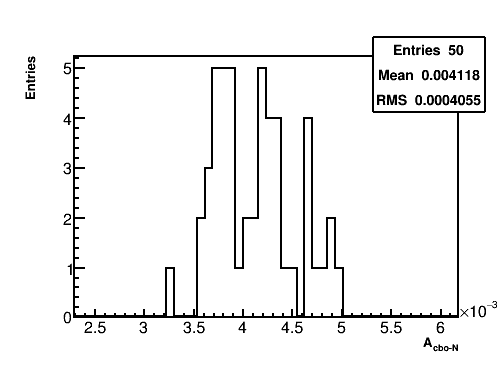 Entries 50
Mean 0.004118
RMS 0.0004055
Entries
5
4
3
2
1
0
2.5 3 3.5 4 4.5 5 5.5 6
×10⁻³
A_cbo-N